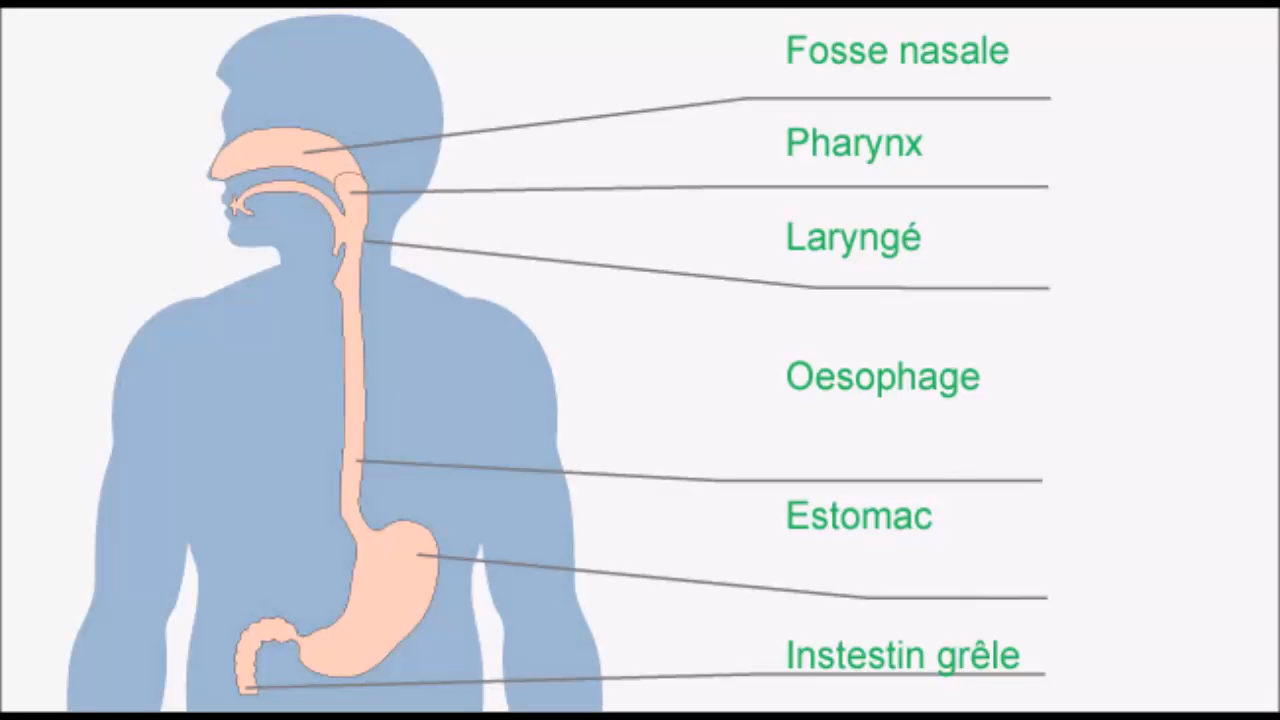 Fosse nasale
Pharynx
Laryngé
Oesophage
Estomac
Instestin grêle